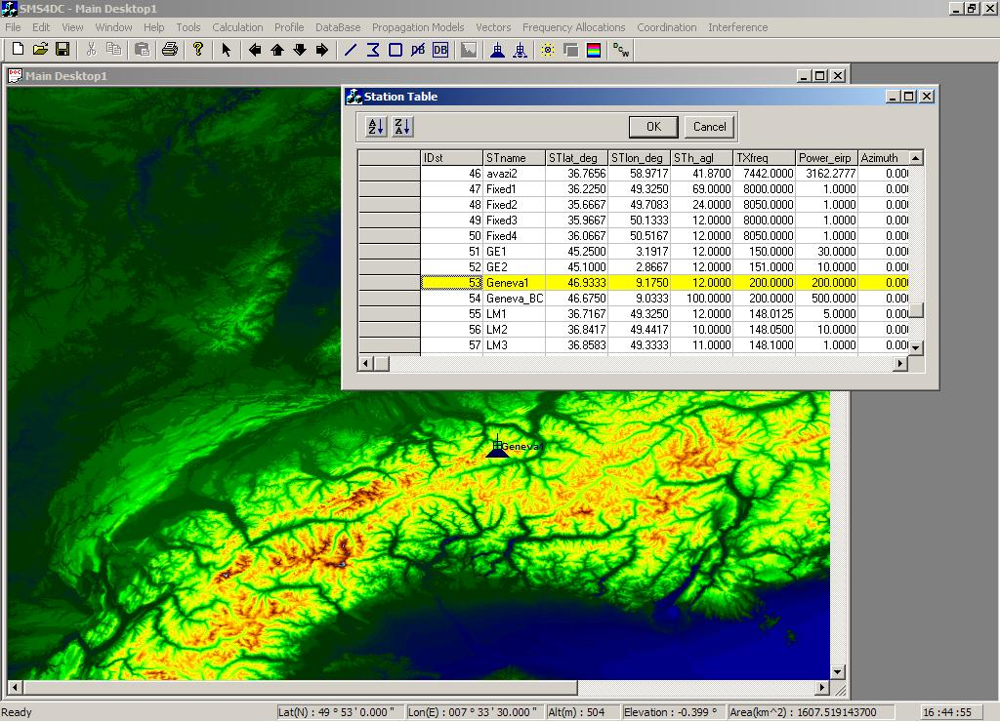 SMS4DC - Main Desktop1
File Edit View Window Help Tools Calculation Profile DataBase Propagation Models Vectors Frequency Allocations Coordination Interference
DB
Main Desktop1
Station Table
OK Cancel
IDst STname STlat_deg STlon_deg STh_agl TXfreq Power_eirp Azimuth
46 avazi2 36.7656 58.9717 41.8700 7442.0000 3162.2777 0.000
47 Fixed1 36.2250 49.3250 69.0000 8000.0000 1.0000 0.000
48 Fixed2 35.6667 49.7083 24.0000 8050.0000 1.0000 0.000
49 Fixed3 35.9667 50.1333 12.0000 8000.0000 1.0000 0.000
50 Fixed4 36.0667 50.5167 12.0000 8050.0000 1.0000 0.000
51 GE1 45.2500 3.1917 12.0000 150.0000 30.0000 0.000
52 GE2 45.1000 2.8667 12.0000 151.0000 10.0000 0.000
53 Geneva1 46.9333 9.1750 12.0000 200.0000 200.0000 0.000
54 Geneva_BC 46.6750 9.0333 100.0000 200.0000 500.0000 0.000
55 LM1 36.7167 49.3250 12.0000 148.0125 5.0000 0.000
56 LM2 36.8417 49.4417 10.0000 148.0500 10.0000 0.000
57 LM3 36.8583 49.3333 11.0000 148.1000 1.0000 0.000
Geneva1
Ready Lat(N) : 49 ° 53 ' 0.000 " Lon(E) : 007 ° 33 ' 30.000 " Alt(m) : 504 Elevation : -0.399 ° Area(km^2) : 1607.519143700 16:44:55